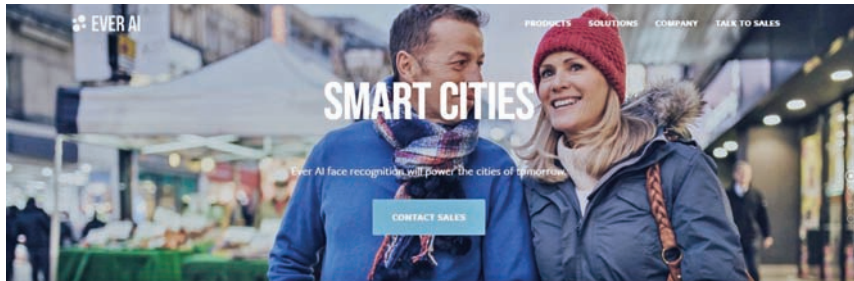 EVER AI
PRODUCTS SOLUTIONS COMPANY TALK TO SALES
SMART CITIES
Ever AI face recognition will power the cities of tomorrow.
CONTACT SALES